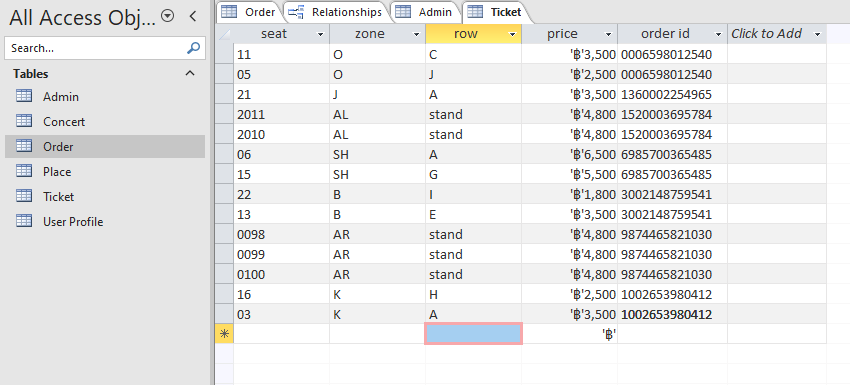 All Access Obj...
Search...
Tables
Admin
Concert
Order
Place
Ticket
User Profile
Order Relationships Admin Ticket
seat zone row price order id Click to Add
11 O C '฿'3,500 0006598012540
05 O J '฿'2,500 0006598012540
21 J A '฿'3,500 1360002254965
2011 AL stand '฿'4,800 1520003695784
2010 AL stand '฿'4,800 1520003695784
06 SH A '฿'6,500 6985700365485
15 SH G '฿'5,500 6985700365485
22 B I '฿'1,800 3002148759541
13 B E '฿'3,500 3002148759541
0098 AR stand '฿'4,800 9874465821030
0099 AR stand '฿'4,800 9874465821030
0100 AR stand '฿'4,800 9874465821030
16 K H '฿'2,500 1002653980412
03 K A '฿'3,500 1002653980412
'฿'